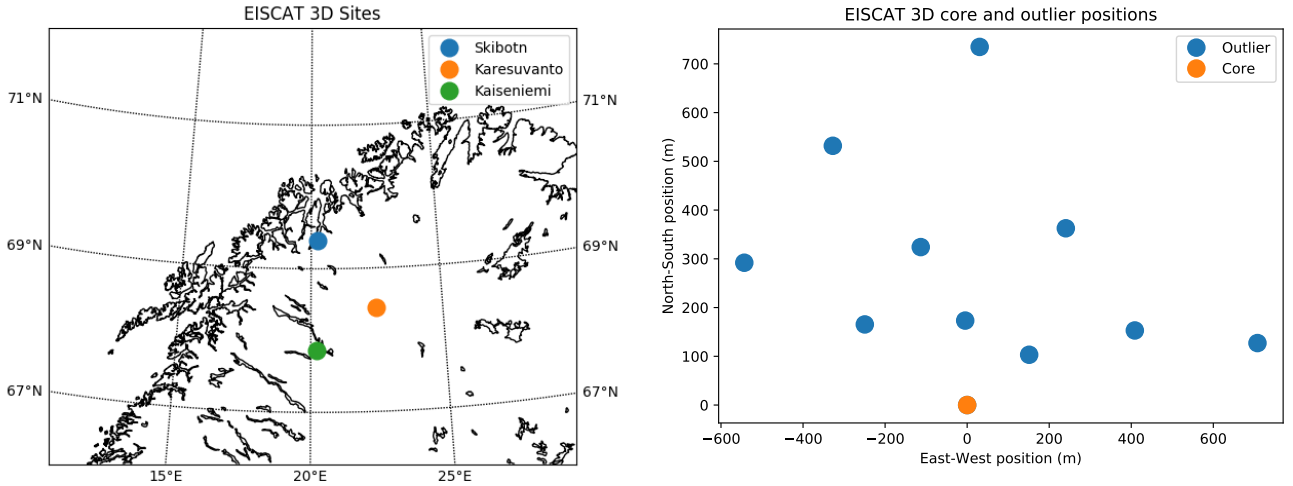 EISCAT 3D Sites
Skibotn
Karesuvanto
Kaiseniemi
71°N
71°N
69°N
69°N
67°N
67°N
15°E
20°E
25°E
EISCAT 3D core and outlier positions
Outlier
Core
North-South position (m)
700
600
500
400
300
200
100
0
−600
−400
−200
0
200
400
600
East-West position (m)